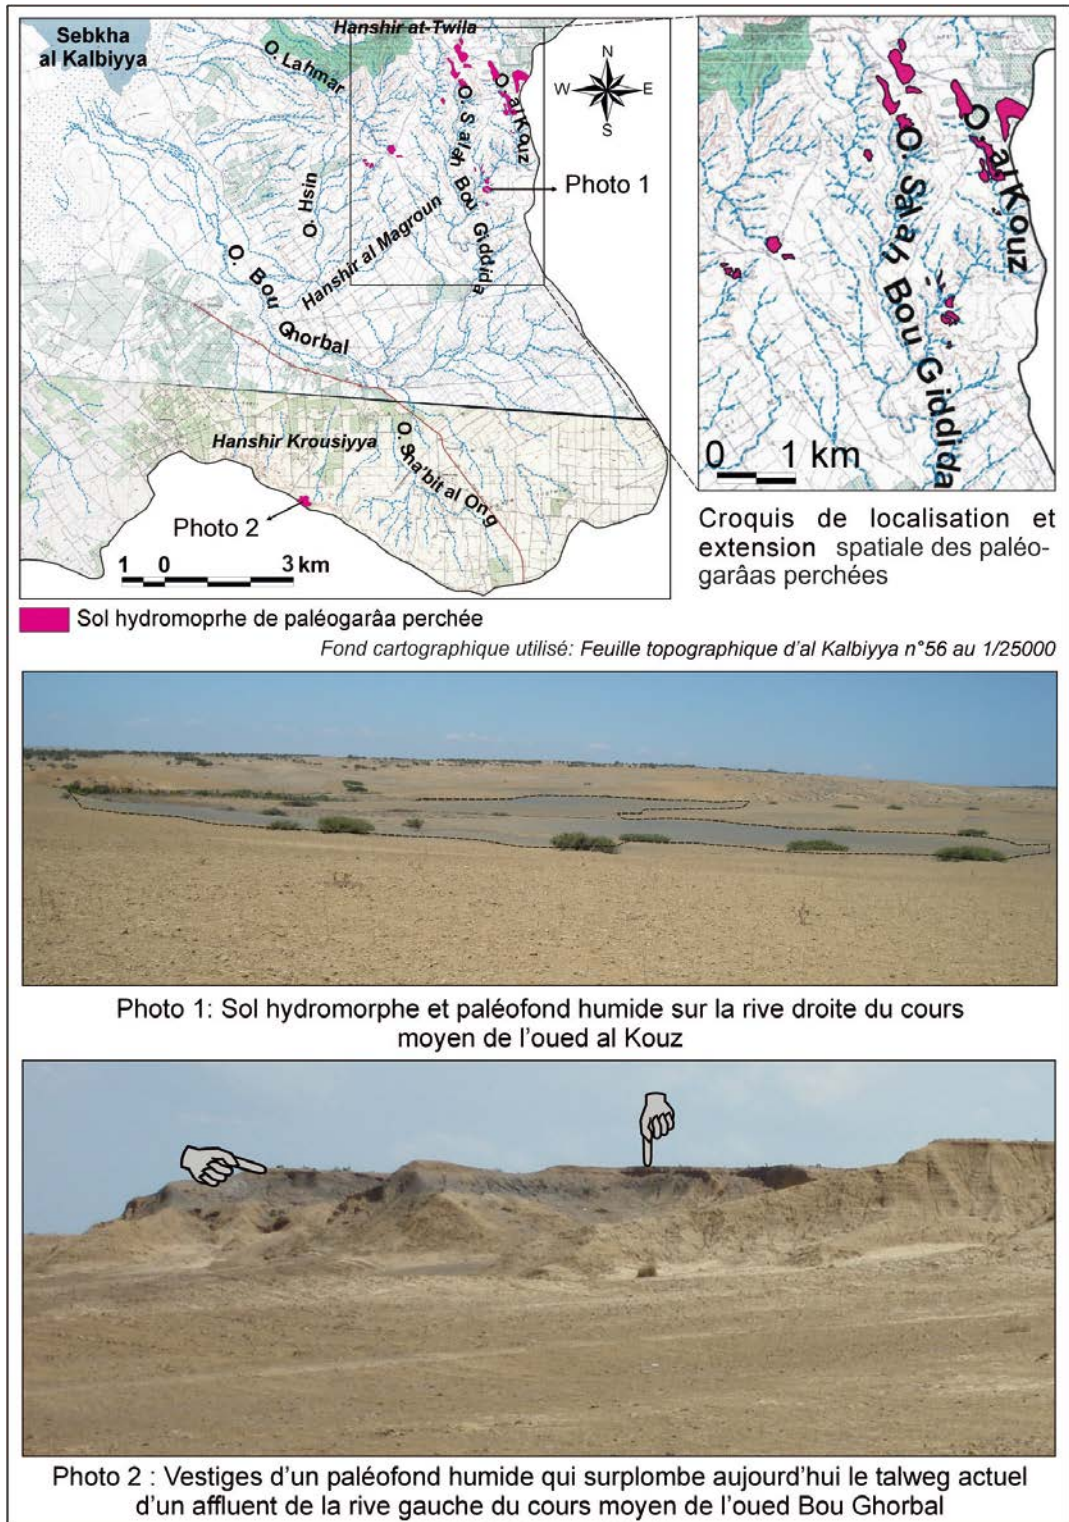 Sebkha
al Kalbiyya
Hanshir at-Twila
O. Lahmar
O. Hsin
Hanshir al Magroun
O. Salah Bou Giddida
O. al Kouz
N
W E
S
Photo 1
O. Bou Ghorbal
Hanshir Krousiyya
O. Sha'bit al Ong
Photo 2
1 0 3 km
O. Salah Bou Giddida
O. al Kouz
0 1 km
Croquis de localisation et
extension spatiale des paléo-
garâas perchées
Sol hydromoprhe de paléogarâa perchée
Fond cartographique utilisé: Feuille topographique d'al Kalbiyya n°56 au 1/25000
Photo 1: Sol hydromorphe et paléofond humide sur la rive droite du cours
moyen de l'oued al Kouz
Photo 2 : Vestiges d'un paléofond humide qui surplombe aujourd'hui le talweg actuel
d'un affluent de la rive gauche du cours moyen de l'oued Bou Ghorbal